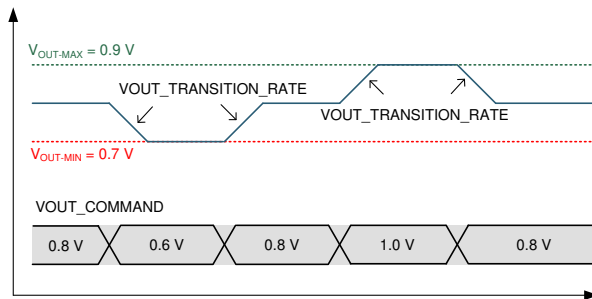 VOUT-MAX = 0.9 V
VOUT_TRANSITION_RATE
VOUT_TRANSITION_RATE
VOUT-MIN = 0.7 V
VOUT_COMMAND
0.8 V 0.6 V 0.8 V 1.0 V 0.8 V